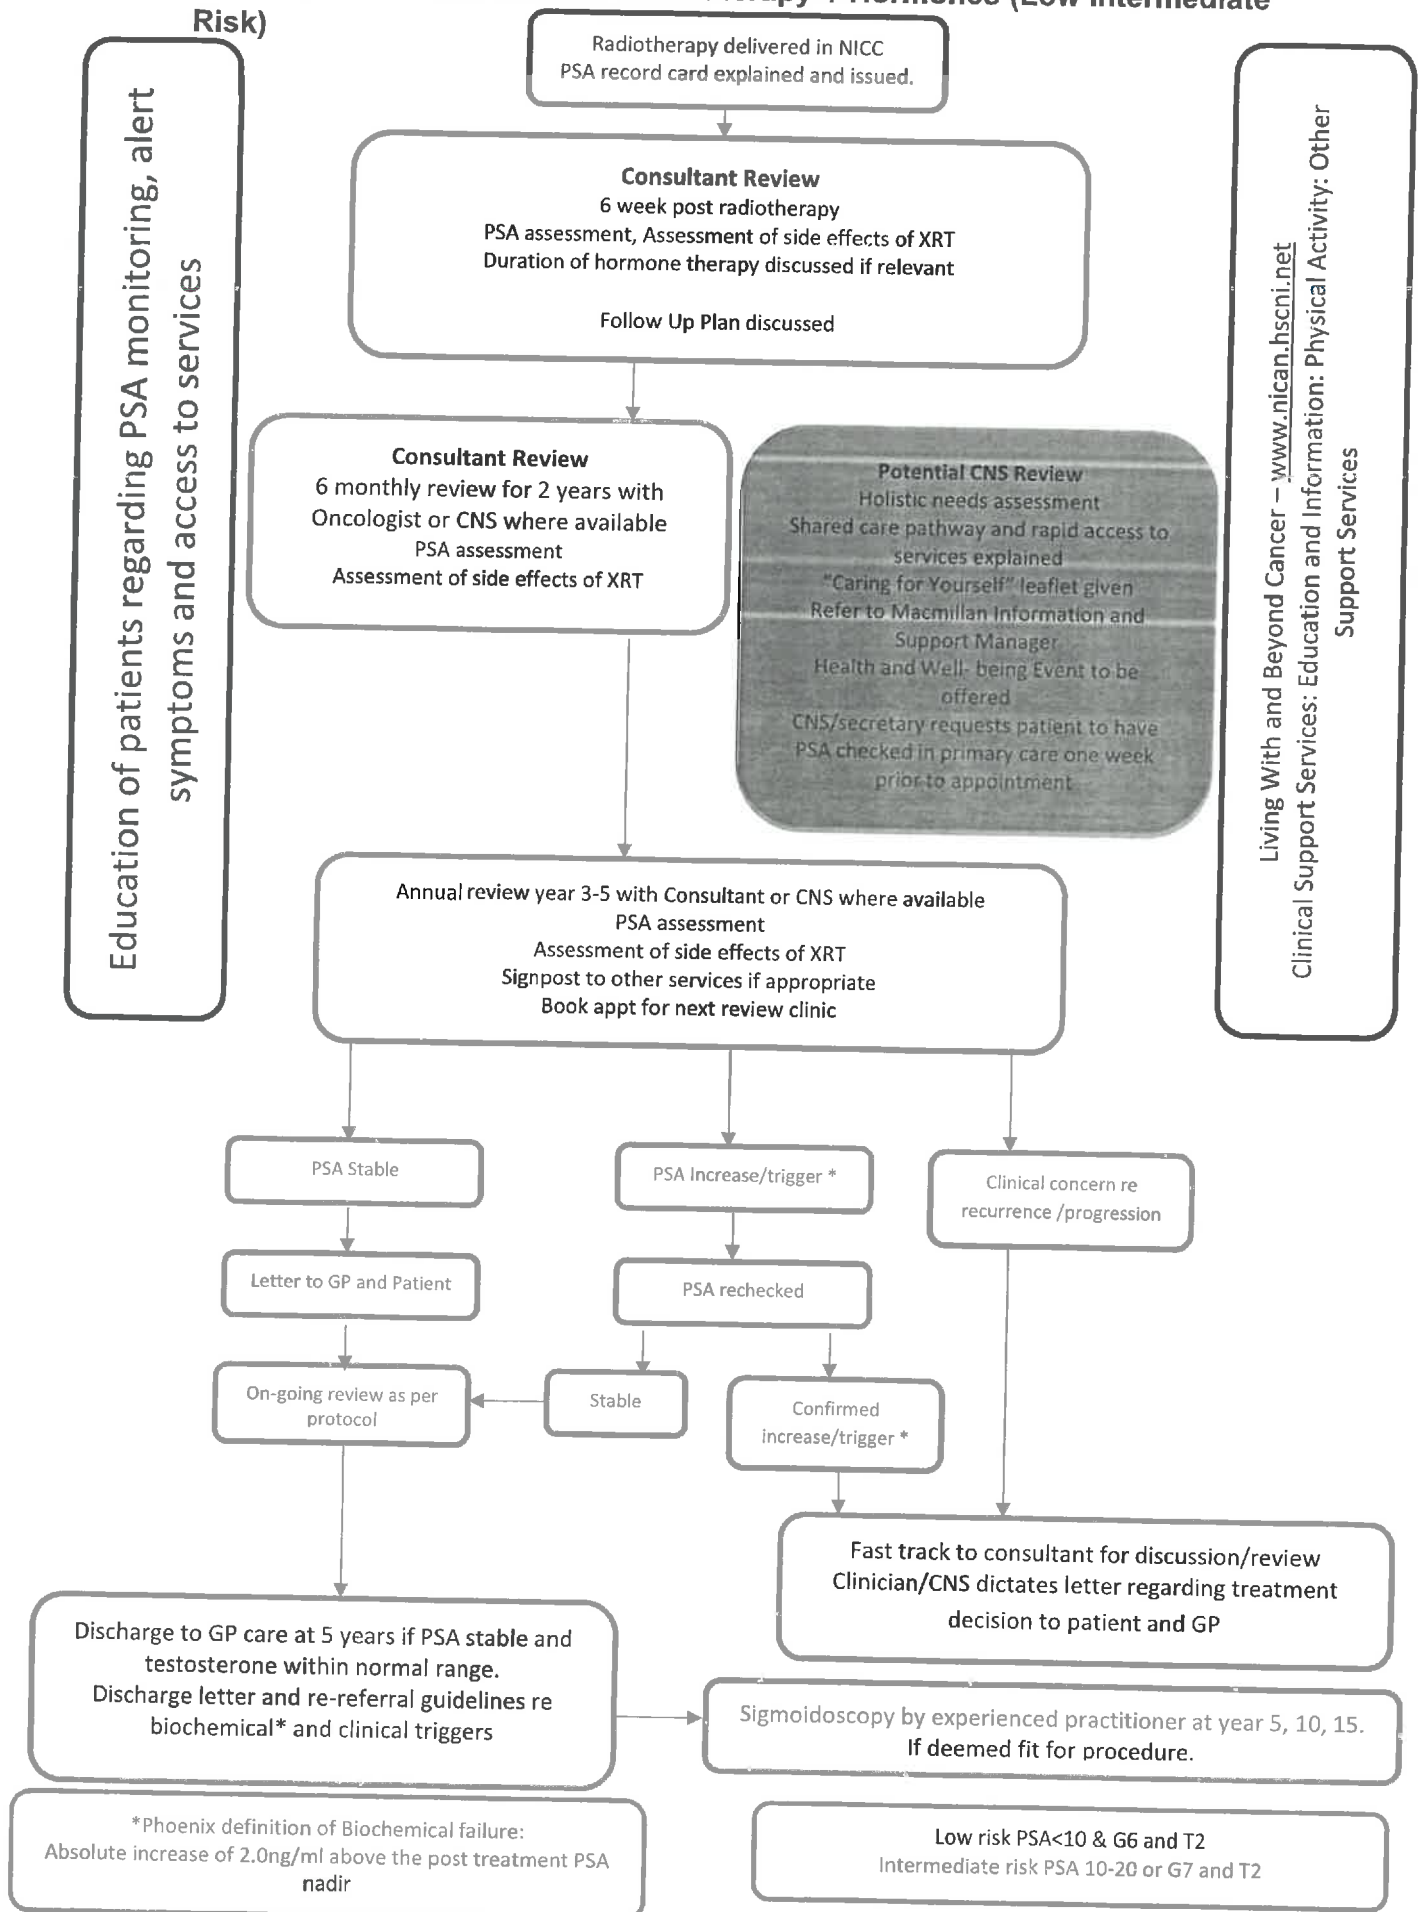 Risk)
Radiotherapy delivered in NICC
PSA record card explained and issued.
Education of patients regarding PSA monitoring, alert
symptoms and access to services
Consultant Review
6 week post radiotherapy
PSA assessment, Assessment of side effects of XRT
Duration of hormone therapy discussed if relevant
Follow Up Plan discussed
Living With and Beyond Cancer – www.nican.hscni.net
Clinical Support Services: Education and Information: Physical Activity: Other
Support Services
Consultant Review
6 monthly review for 2 years with
Oncologist or CNS where available
PSA assessment
Assessment of side effects of XRT
Potential CNS Review
Holistic needs assessment
Shared care pathway and rapid access to
services explained
"Caring for Yourself" leaflet given
Refer to Macmillan Information and
Support Manager
Health and Well- being Event to be
offered
CNS/secretary requests patient to have
PSA checked in primary care one week
prior to appointment
Annual review year 3-5 with Consultant or CNS where available
PSA assessment
Assessment of side effects of XRT
Signpost to other services if appropriate
Book appt for next review clinic
PSA Stable
PSA Increase/trigger *
Clinical concern re
recurrence /progression
Letter to GP and Patient
PSA rechecked
On-going review as per
protocol
Stable
Confirmed
increase/trigger *
Fast track to consultant for discussion/review
Clinician/CNS dictates letter regarding treatment
decision to patient and GP
Discharge to GP care at 5 years if PSA stable and
testosterone within normal range.
Discharge letter and re-referral guidelines re
biochemical* and clinical triggers
Sigmoidoscopy by experienced practitioner at year 5, 10, 15.
If deemed fit for procedure.
*Phoenix definition of Biochemical failure:
Absolute increase of 2.0ng/ml above the post treatment PSA
nadir
Low risk PSA<10 & G6 and T2
Intermediate risk PSA 10-20 or G7 and T2